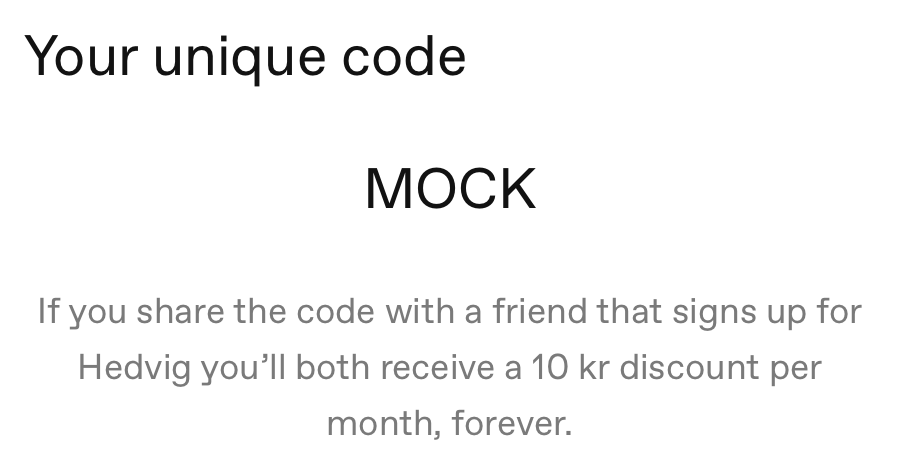 Your unique code
MOCK
If you share the code with a friend that signs up for
Hedvig you’ll both receive a 10 kr discount per
month, forever.